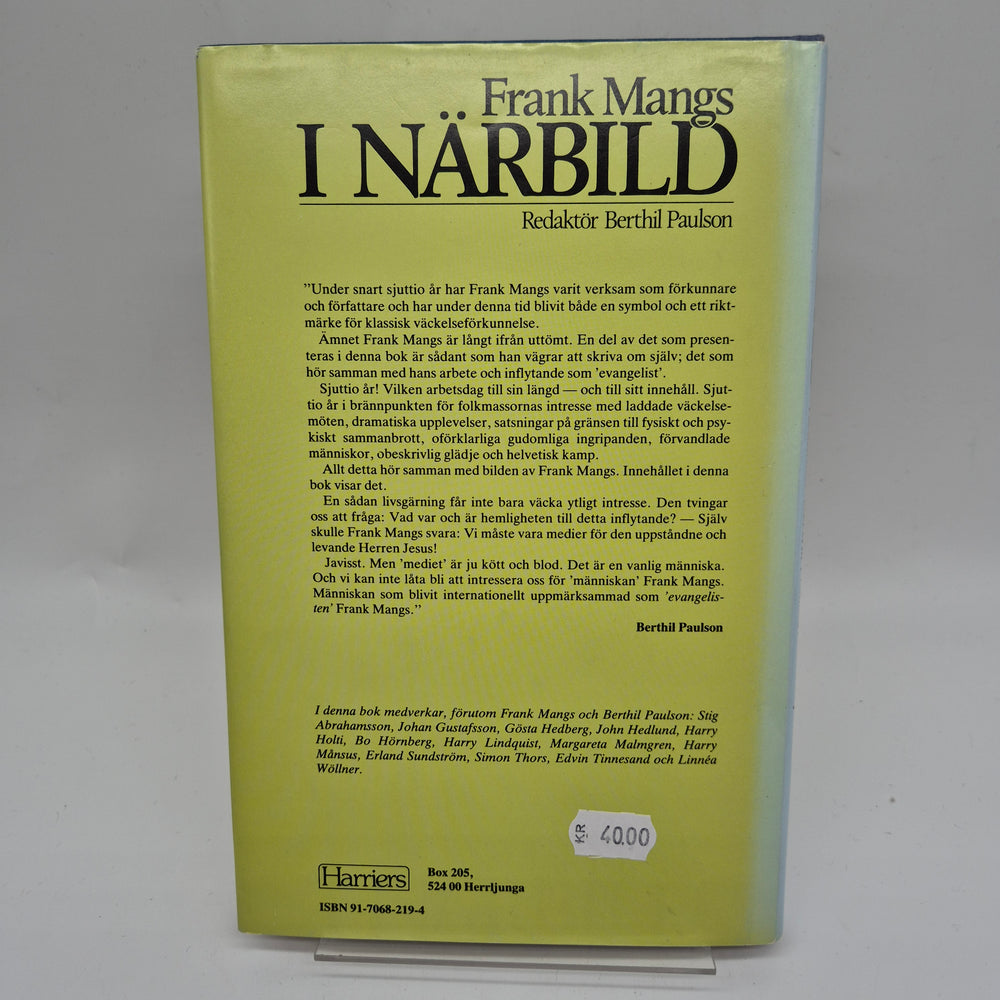 Frank Mangs
I NÄRBILD
Redaktör Berthil Paulson
”Under snart sjuttio år har Frank Mangs varit verksam som förkunnare
och författare och har under denna tid blivit både en symbol och ett rikt-
märke för klassisk väckelseförkunnelse.
Ämnet Frank Mangs är långt ifrån uttömt. En del av det som presen-
teras i denna bok är sådant som han vägrar att skriva om själv; det som
hör samman med hans arbete och inflytande som 'evangelist'.
Sjuttio år! Vilken arbetsdag till sin längd — och till sitt innehåll. Sjut-
tio år i brännpunkten för folkmassornas intresse med laddade väckelse-
möten, dramatiska upplevelser, satsningar på gränsen till fysiskt och psy-
kiskt sammanbrott, oförklarliga gudomliga ingripanden, förvandlade
människor, obeskrivlig glädje och helvetisk kamp.
Allt detta hör samman med bilden av Frank Mangs. Innehållet i denna
bok visar det.
En sådan livsgärning får inte bara väcka ytligt intresse. Den tvingar
oss att fråga: Vad var och är hemligheten till detta inflytande? — Själv
skulle Frank Mangs svara: Vi måste vara medier för den uppståndne och
levande Herren Jesus!
Javisst. Men 'mediet' är ju kött och blod. Det är en vanlig människa.
Och vi kan inte låta bli att intressera oss för 'människan' Frank Mangs.
Människan som blivit internationellt uppmärksammad som 'evangelis-
ten' Frank Mangs.”
Berthil Paulson
I denna bok medverkar, förutom Frank Mangs och Berthil Paulson: Stig
Abrahamsson, Johan Gustafsson, Gösta Hedberg, John Hedlund, Harry
Holti, Bo Hörnberg, Harry Lindquist, Margareta Malmgren, Harry
Månsus, Erland Sundström, Simon Thors, Edvin Tinnesand och Linnéa
Wöllner.
KR 40.00
Harriers
Box 205,
524 00 Herrljunga
ISBN 91-7068-219-4